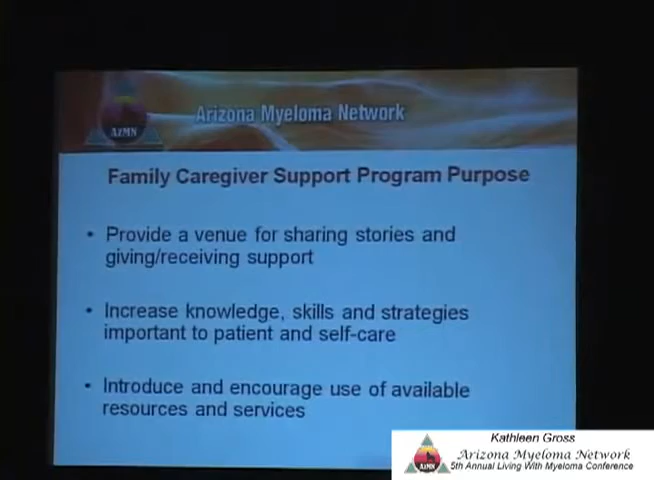 Arizona Myeloma Network
AZMN
Family Caregiver Support Program Purpose
• Provide a venue for sharing stories and
giving/receiving support
• Increase knowledge, skills and strategies
important to patient and self-care
• Introduce and encourage use of available
resources and services
Kathleen Gross
AZMN
Arizona Myeloma Network
5th Annual Living With Myeloma Conference